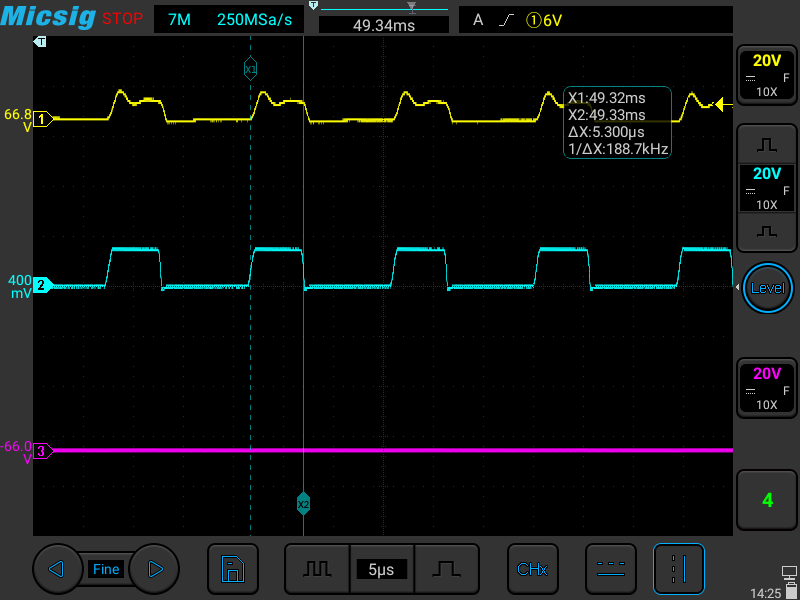 Micsig STOP 7M 250MSa/s T 49.34ms A ①6V
T
X1
66.8 V 1
X1:49.32ms
X2:49.33ms
ΔX:5.300µs
1/ΔX:188.7kHz
20V
F
10X
400 mV 2
20V
F
10X
Level
-66.0 V 3
20V
F
10X
X2
4
Fine
5µs
CHx
14:25